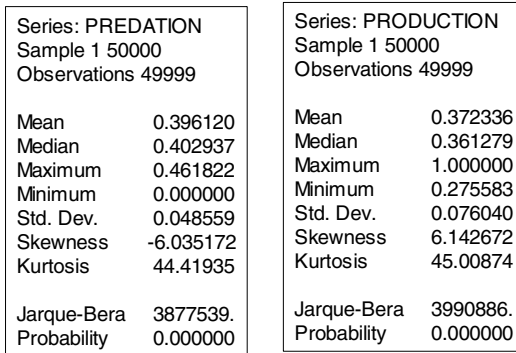 Series: PREDATION
Sample 1 50000
Observations 49999
Mean 0.396120
Median 0.402937
Maximum 0.461822
Minimum 0.000000
Std. Dev. 0.048559
Skewness -6.035172
Kurtosis 44.41935
Jarque-Bera 3877539.
Probability 0.000000
Series: PRODUCTION
Sample 1 50000
Observations 49999
Mean 0.372336
Median 0.361279
Maximum 1.000000
Minimum 0.275583
Std. Dev. 0.076040
Skewness 6.142672
Kurtosis 45.00874
Jarque-Bera 3990886.
Probability 0.000000